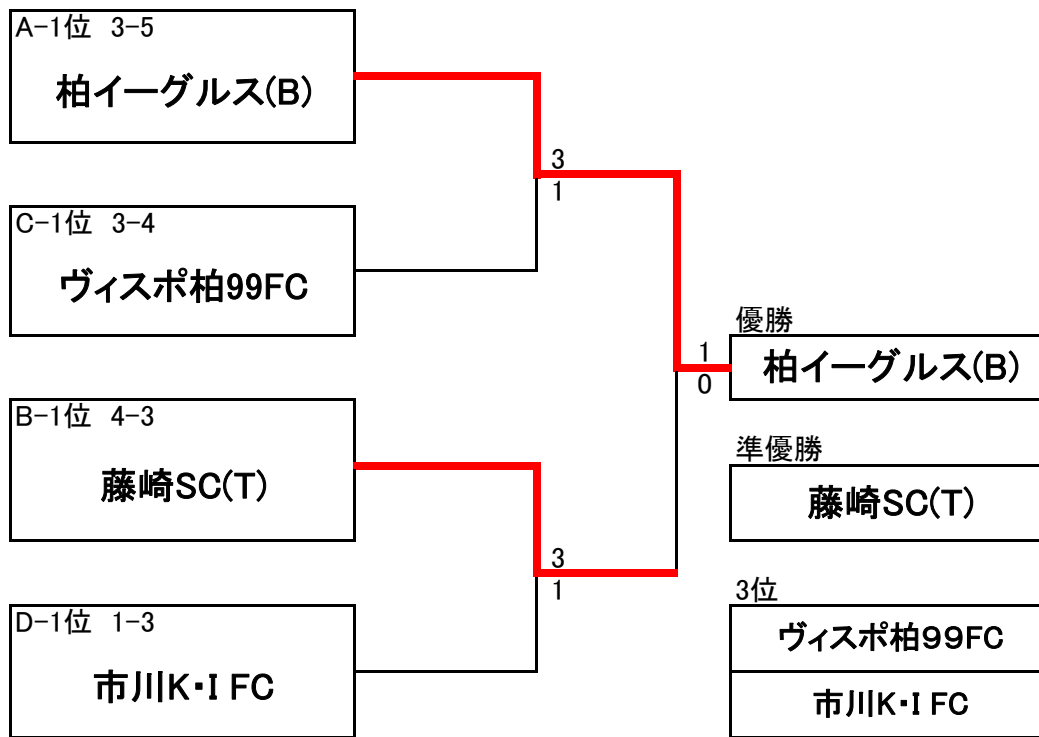 A-1位 3-5
柏イーグルス(B)
3
1
C-1位 3-4
ヴィスポ柏99FC
優勝
1
0
柏イーグルス(B)
B-1位 4-3
藤崎SC(T)
準優勝
藤崎SC(T)
3
1
D-1位 1-3
市川K・I FC
3位
ヴィスポ柏９９FC
市川K・I FC